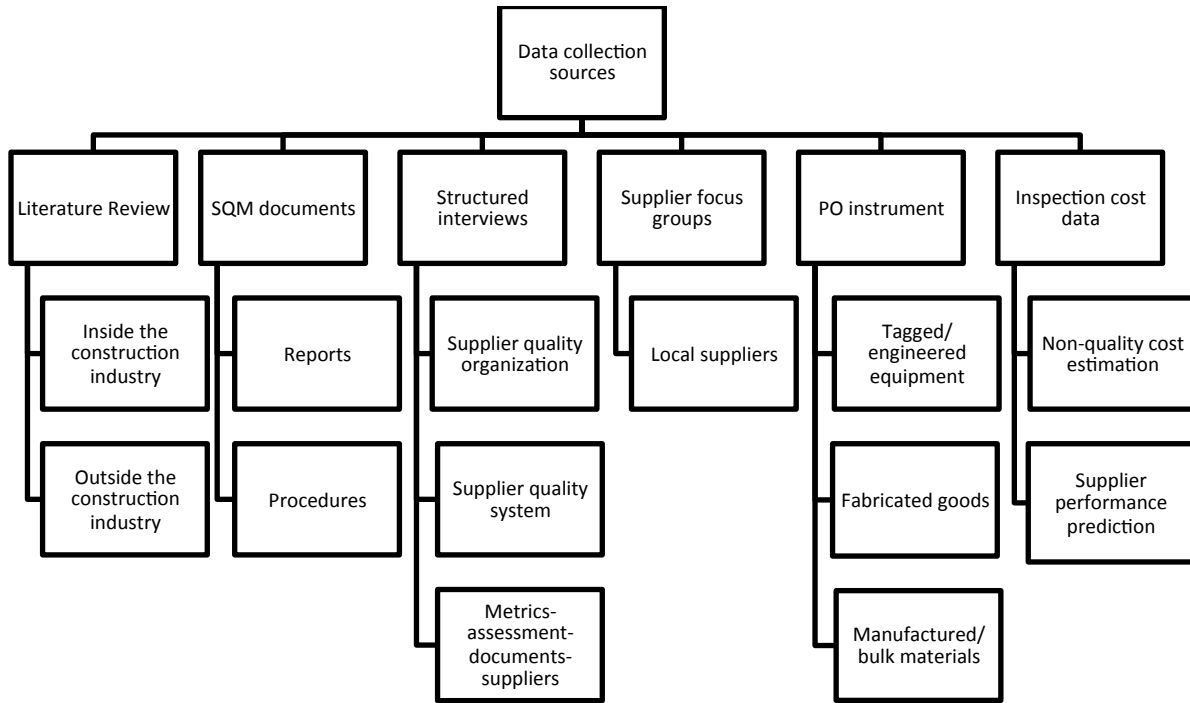 Data collection
sources
Literature Review
SQM documents
Structured
interviews
Supplier focus
groups
PO instrument
Inspection cost
data
Inside the
construction
industry
Outside the
construction
industry
Reports
Procedures
Supplier quality
organization
Supplier quality
system
Metrics-
assessment-
documents-
suppliers
Local suppliers
Tagged/
engineered
equipment
Fabricated goods
Manufactured/
bulk materials
Non-quality cost
estimation
Supplier
performance
prediction